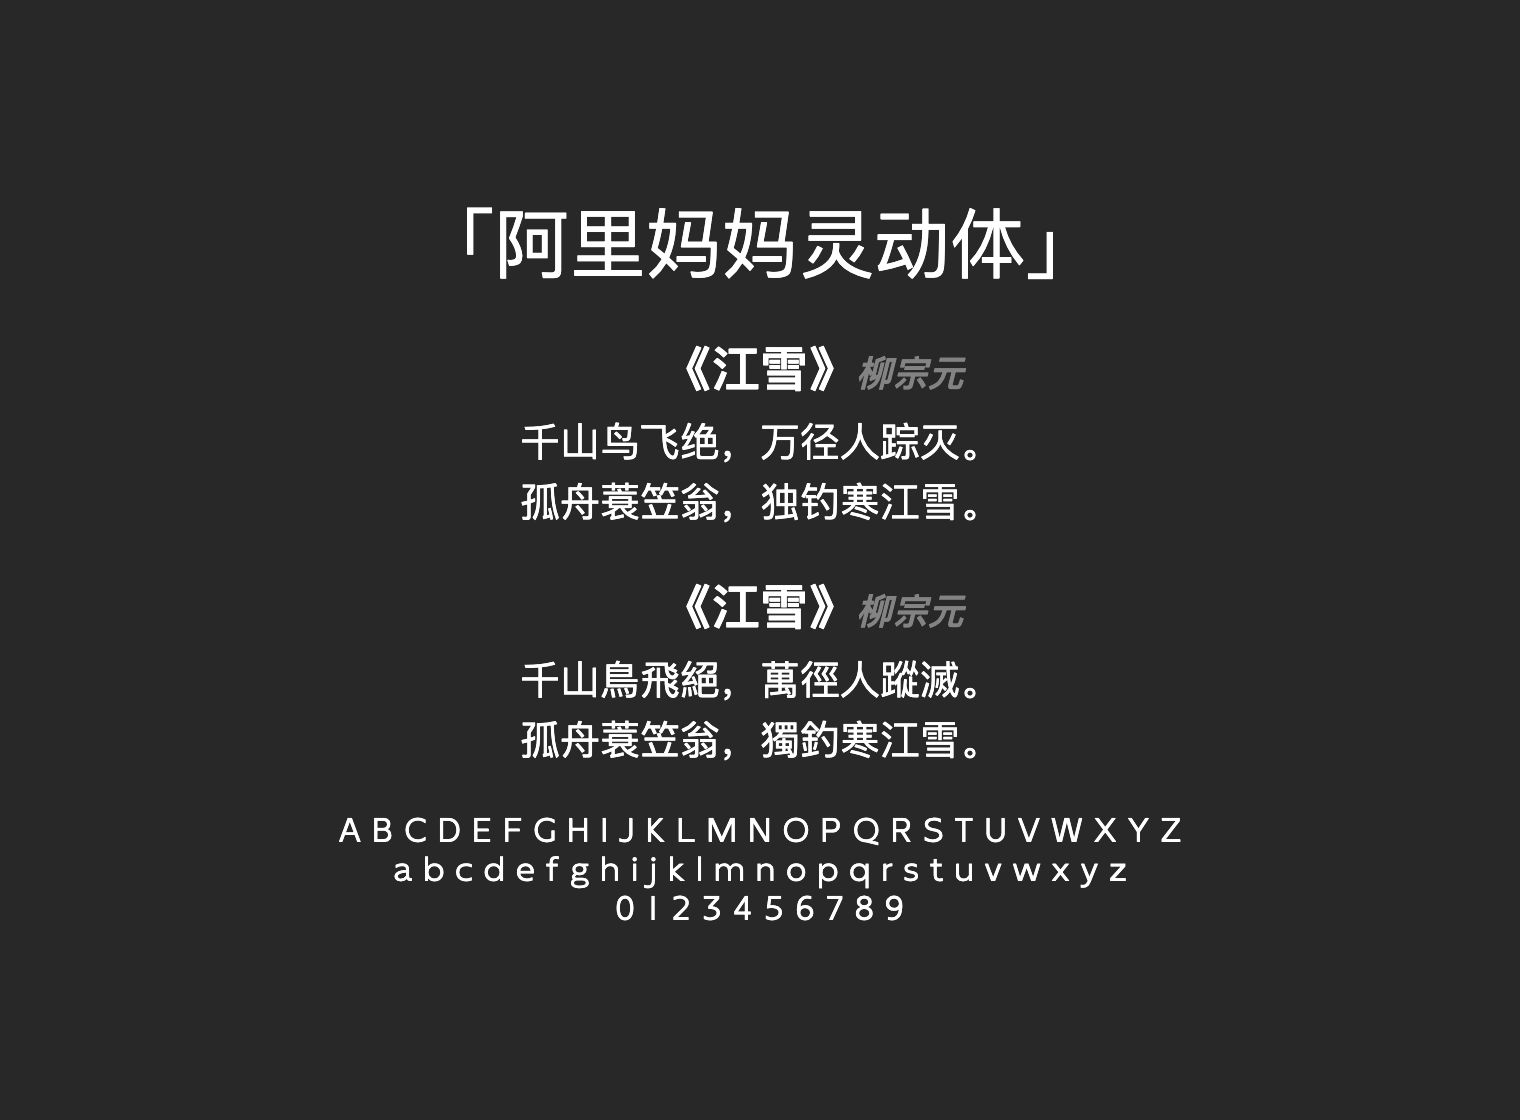 「阿里妈妈灵动体」
《江雪》 柳宗元
千山鸟飞绝，万径人踪灭。
孤舟蓑笠翁，独钓寒江雪。
《江雪》 柳宗元
千山鳥飛絕，萬徑人蹤滅。
孤舟蓑笠翁，獨釣寒江雪。
A B C D E F G H I J K L M N O P Q R S T U V W X Y Z
a b c d e f g h i j k l m n o p q r s t u v w x y z
0 1 2 3 4 5 6 7 8 9